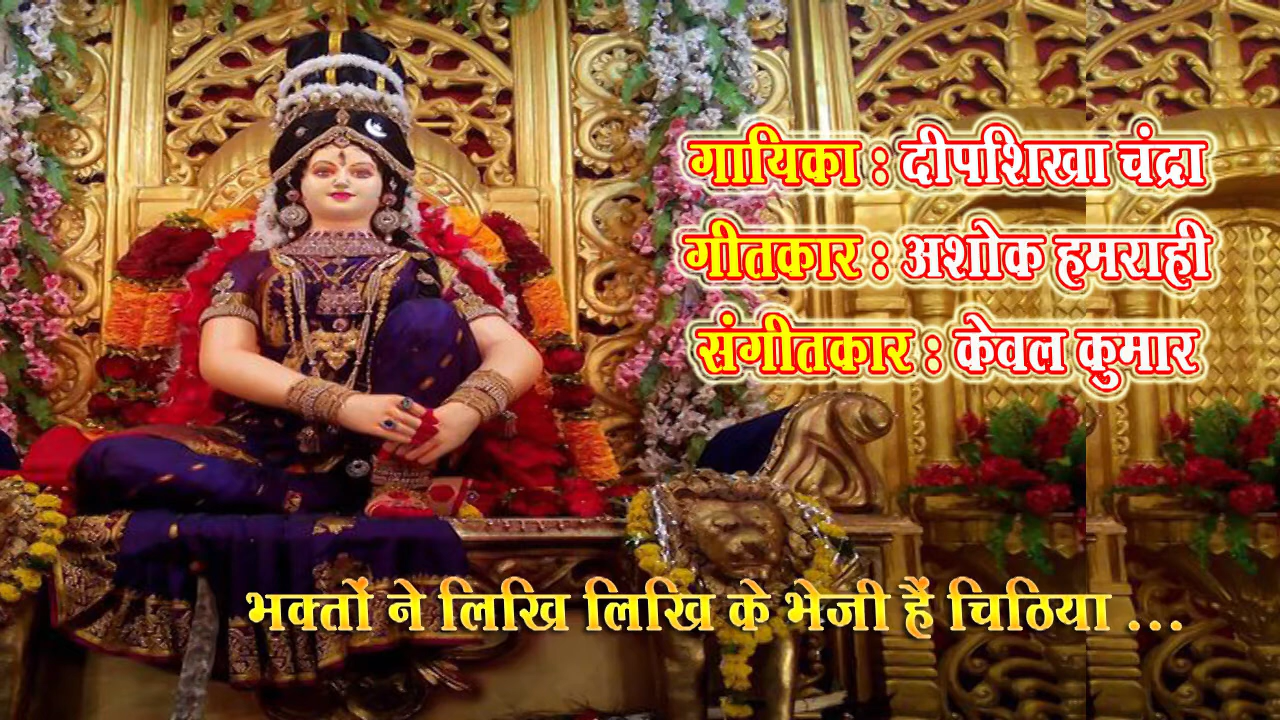 गायिका : दीपशिखा चंद्रा
गीतकार : अशोक हमराही
संगीतकार : केवल कुमार
भक्तों ने लिखि लिखि के भेजी हैं चिठिया ...